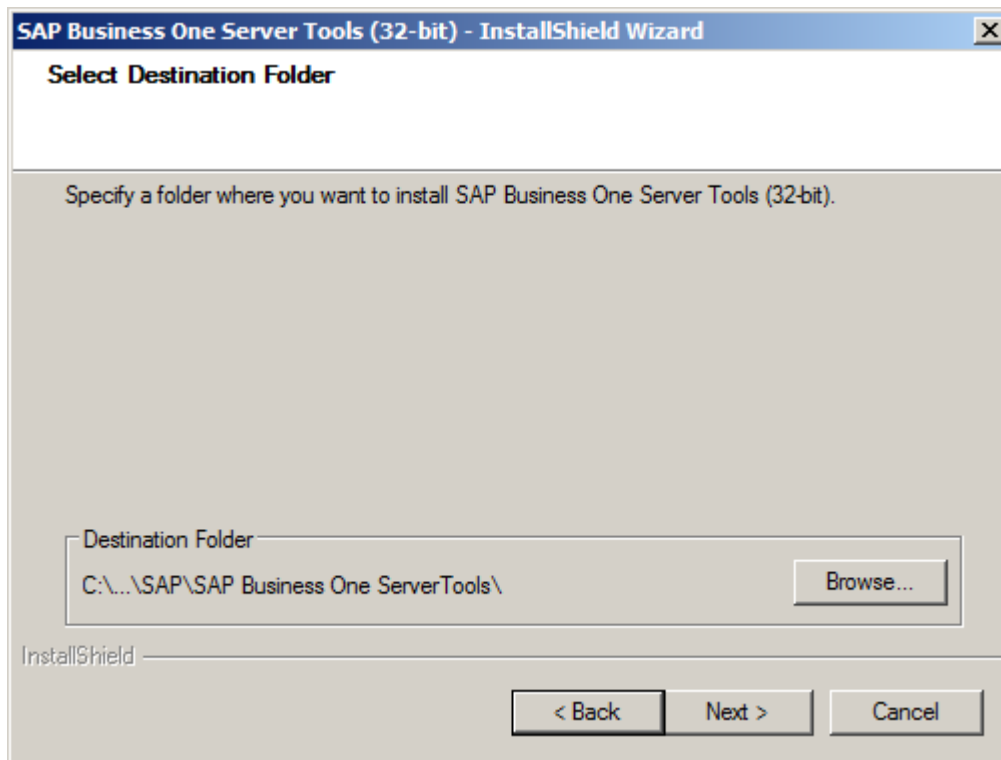 SAP Business One Server Tools (32-bit) - InstallShield Wizard
Select Destination Folder
Specify a folder where you want to install SAP Business One Server Tools (32-bit).
Destination Folder
C:\...\SAP\SAP Business One ServerTools\
Browse...
InstallShield
< Back
Next >
Cancel